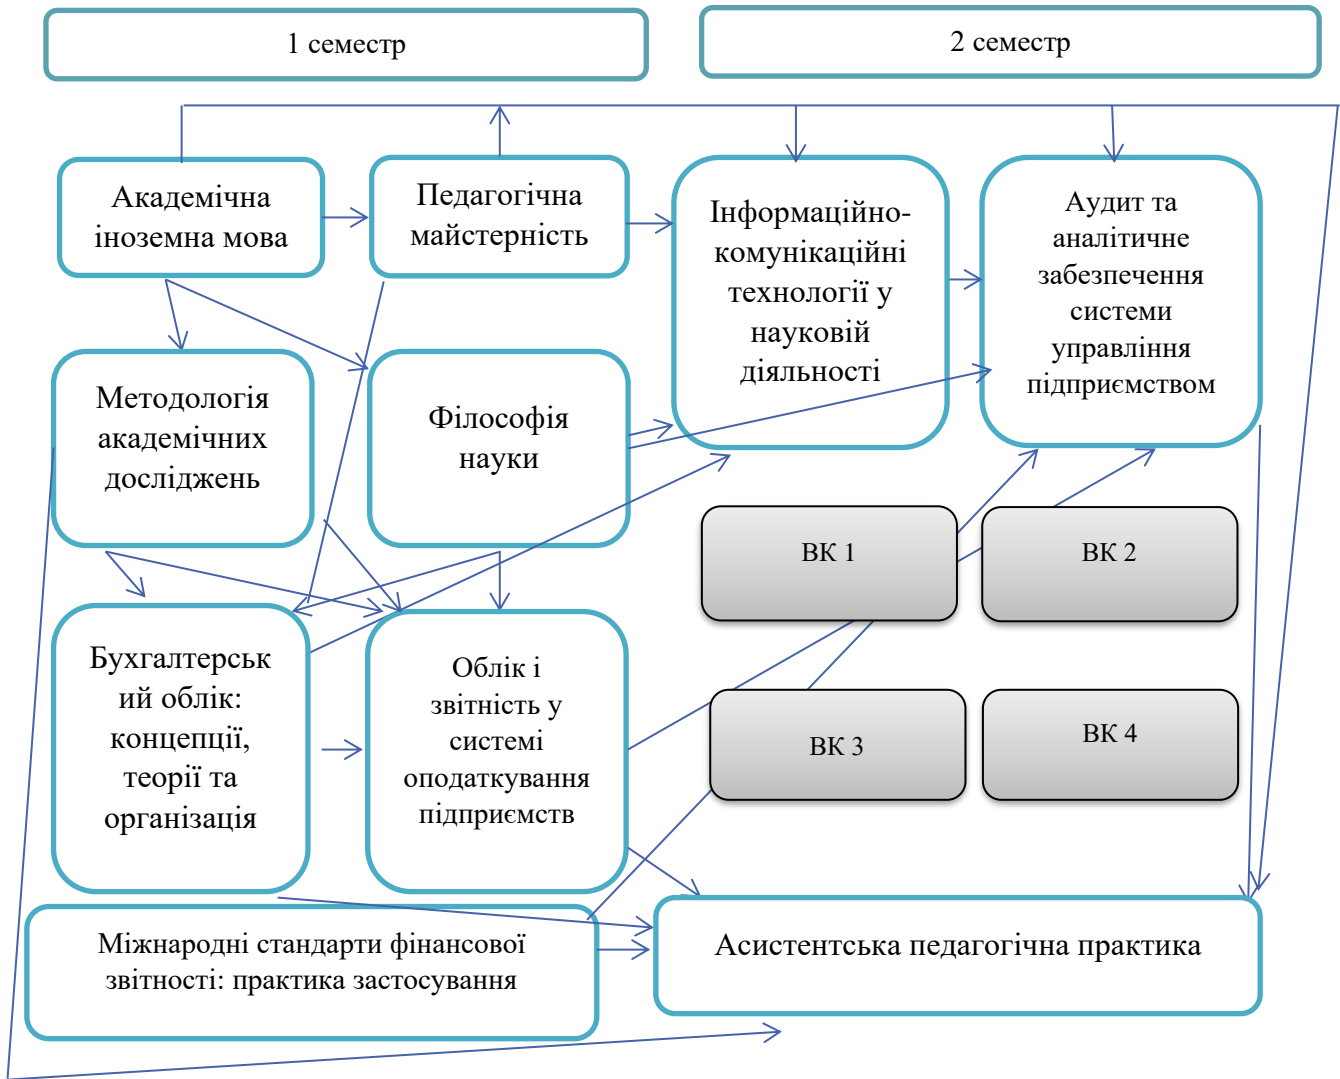 1 семестр
2 семестр
Академічна
іноземна мова
Педагогічна
майстерність
Інформаційно-
комунікаційні
технології у
науковій
діяльності
Аудит та
аналітичне
забезпечення
системи
управління
підприємством
Методологія
академічних
досліджень
Філософія
науки
ВК 1
ВК 2
Бухгалтерськ
ий облік:
концепції,
теорії та
організація
Облік і
звітність у
системі
оподаткування
підприємств
ВК 3
ВК 4
Міжнародні стандарти фінансової
звітності: практика застосування
Асистентська педагогічна практика